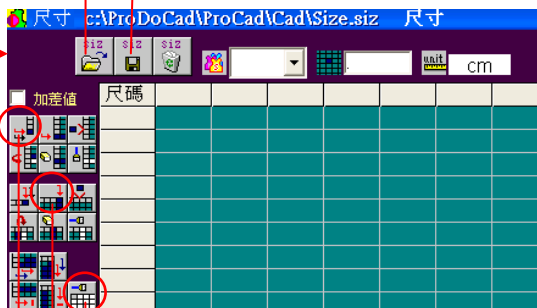 尺寸 c:\ProDoCad\ProCad\Cad\Size.siz 尺寸
siz siz siz unit cm
加差值 尺碼